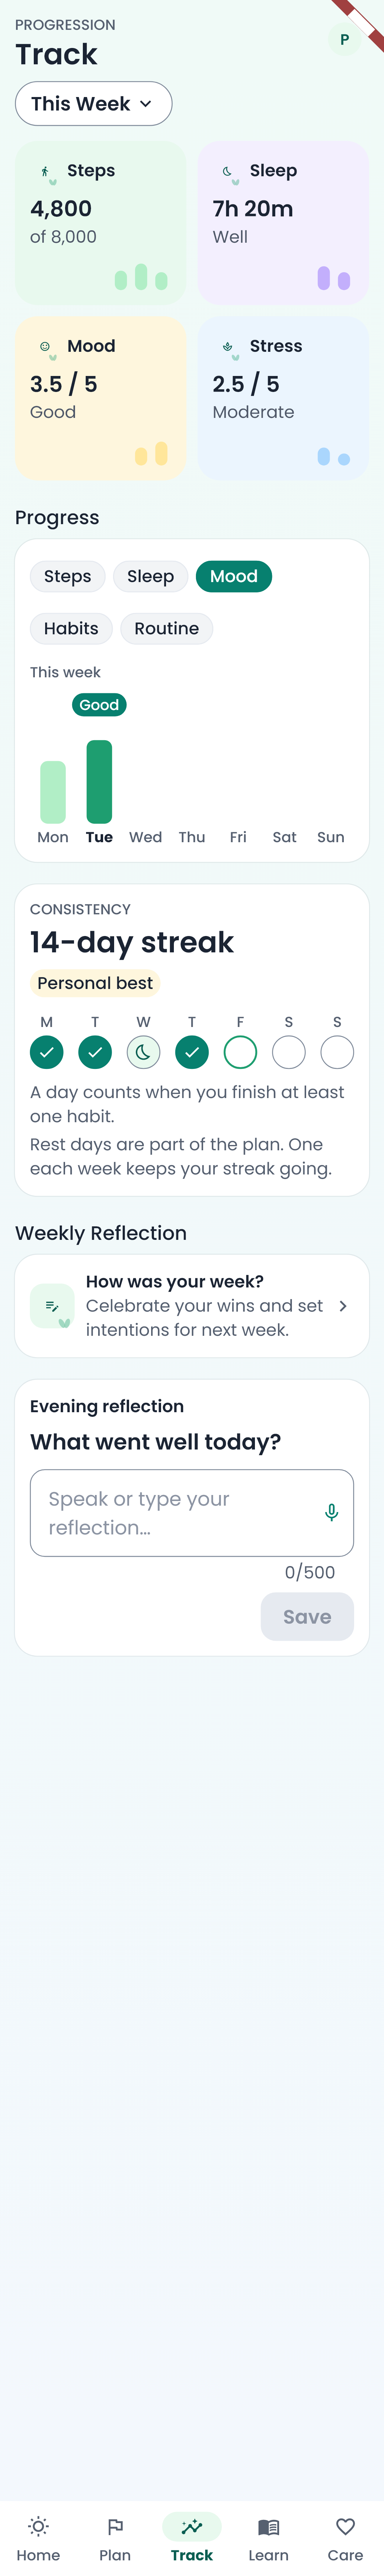 PROGRESSION
Track
P
This Week
Steps
4,800
of 8,000
Sleep
7h 20m
Well
Mood
3.5 / 5
Good
Stress
2.5 / 5
Moderate
Progress
Steps Sleep Mood
Habits Routine
This week
Good
Mon Tue Wed Thu Fri Sat Sun
CONSISTENCY
14-day streak
Personal best
M T W T F S S
A day counts when you finish at least
one habit.
Rest days are part of the plan. One
each week keeps your streak going.
Weekly Reflection
How was your week?
Celebrate your wins and set
intentions for next week.
Evening reflection
What went well today?
Speak or type your
reflection...
0/500
Save
Home Plan Track Learn Care